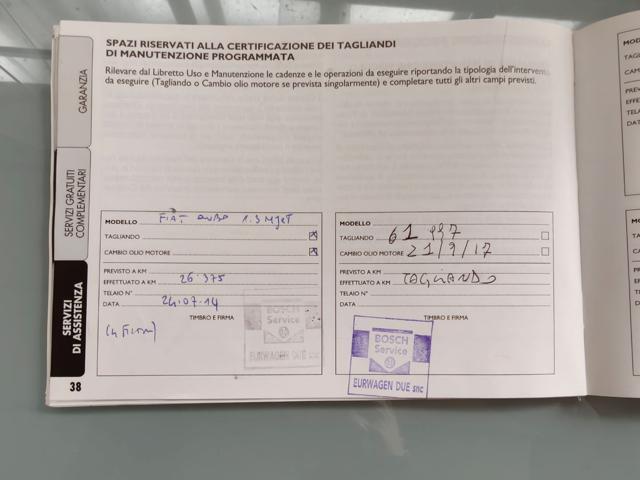 SPAZI RISERVATI ALLA CERTIFICAZIONE DEI TAGLIANDI
DI MANUTENZIONE PROGRAMMATA
Rilevare dal Libretto Uso e Manutenzione le cadenze e le operazioni da eseguire riportando la tipologia dell'intervento
da eseguire (Tagliando o Cambio olio motore se prevista singolarmente) e completare tutti gli altri campi previsti.
GARANZIA
SERVIZI GRATUITI
COMPLEMENTARI
SERVIZI
DI ASSISTENZA
MODELLO FIAT 1.3 MJET
TAGLIANDO
CAMBIO OLIO MOTORE
PREVISTO A KM
EFFETTUATO A KM 26.375
TELAIO N°
DATA 24.07.14
TIMBRO E FIRMA
BOSCH
Service
EURWAGEN DUE snc
MODELLO
TAGLIANDO 61 997
CAMBIO OLIO MOTORE 21/9/17
PREVISTO A KM
EFFETTUATO A KM TAGLIANDO
TELAIO N°
DATA
TIMBRO E FIRMA
BOSCH
Service
EURWAGEN DUE snc
38